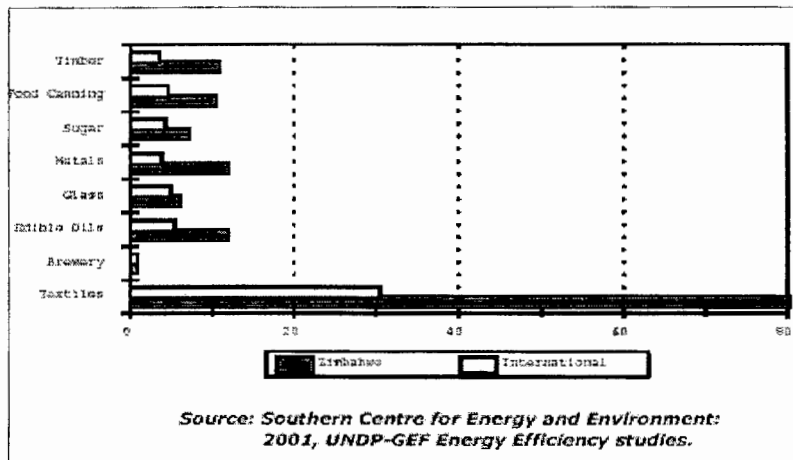 Timber
Food Canning
Sugar
Metals
Glass
Edible Oils
Brewery
Textiles
0 20 40 60 80
Zimbabwe International
Source: Southern Centre for Energy and Environment:
2001, UNDP-GEF Energy Efficiency studies.